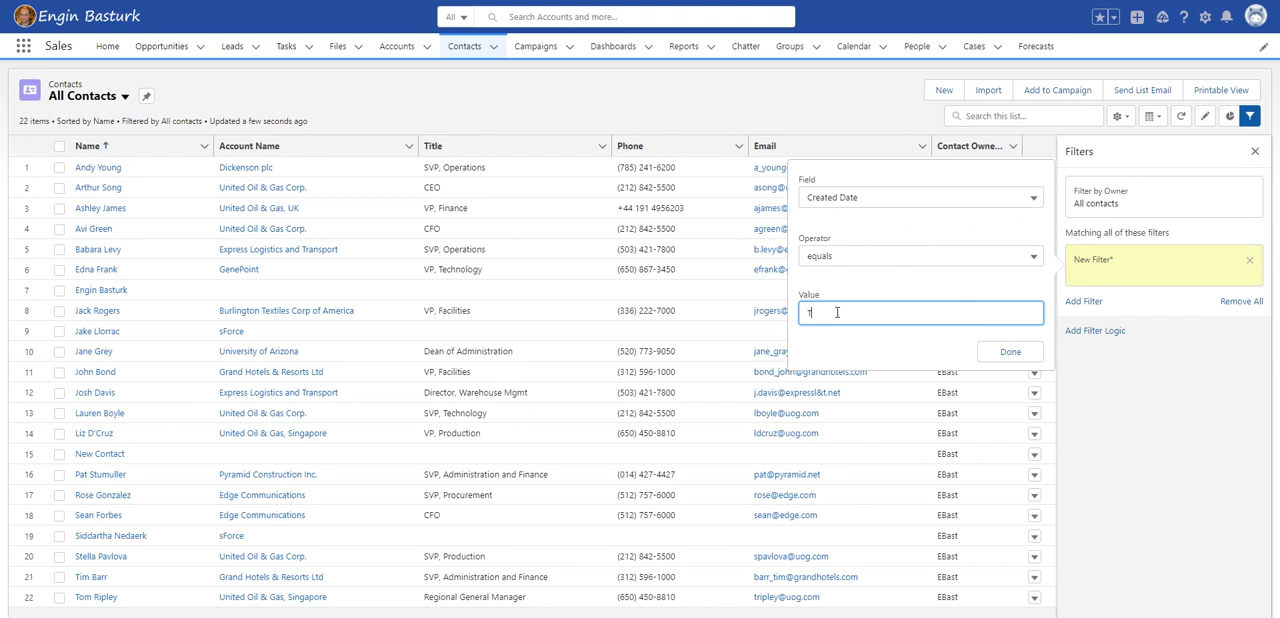 Engin Basturk
All
Search Accounts and more...
Sales
Home
Opportunities
Leads
Tasks
Files
Accounts
Contacts
Campaigns
Dashboards
Reports
Chatter
Groups
Calendar
People
Cases
Forecasts
Contacts
All Contacts
New
Import
Add to Campaign
Send List Email
Printable View
22 items • Sorted by Name • Filtered by All contacts • Updated a few seconds ago
Search this list...
Name Account Name Title Phone Email Contact Owne...
1 Andy Young Dickenson plc SVP, Operations (785) 241-6200 a_young
2 Arthur Song United Oil & Gas Corp. CEO (212) 842-5500 asong@u
3 Ashley James United Oil & Gas, UK VP, Finance +44 191 4956203 ajames@
4 Avi Green United Oil & Gas Corp. CFO (212) 842-5500 agreen@
5 Babara Levy Express Logistics and Transport SVP, Operations (503) 421-7800 b.levy@e
6 Edna Frank GenePoint VP, Technology (650) 867-3450 efrank@
7 Engin Basturk
8 Jack Rogers Burlington Textiles Corp of America VP, Facilities (336) 222-7000 jrogers@
9 Jake Llorrac sForce
10 Jane Grey University of Arizona Dean of Administration (520) 773-9050 jane_gra
11 John Bond Grand Hotels & Resorts Ltd VP, Facilities (312) 596-1000 bond_john@grandhotels.com EBast
12 Josh Davis Express Logistics and Transport Director, Warehouse Mgmt (503) 421-7800 j.davis@expressl&t.net EBast
13 Lauren Boyle United Oil & Gas Corp. SVP, Technology (212) 842-5500 lboyle@uog.com EBast
14 Liz D'Cruz United Oil & Gas, Singapore VP, Production (650) 450-8810 ldcruz@uog.com EBast
15 New Contact EBast
16 Pat Stumuller Pyramid Construction Inc. SVP, Administration and Finance (014) 427-4427 pat@pyramid.net EBast
17 Rose Gonzalez Edge Communications SVP, Procurement (512) 757-6000 rose@edge.com EBast
18 Sean Forbes Edge Communications CFO (512) 757-6000 sean@edge.com EBast
19 Siddartha Nedaerk sForce EBast
20 Stella Pavlova United Oil & Gas Corp. SVP, Production (212) 842-5500 spavlova@uog.com EBast
21 Tim Barr Grand Hotels & Resorts Ltd SVP, Administration and Finance (312) 596-1000 barr_tim@grandhotels.com EBast
22 Tom Ripley United Oil & Gas, Singapore Regional General Manager (650) 450-8810 tripley@uog.com EBast
Field
Created Date
Operator
equals
Value
T
Done
Filters
Filter by Owner
All contacts
Matching all of these filters
New Filter*
Add Filter
Remove All
Add Filter Logic